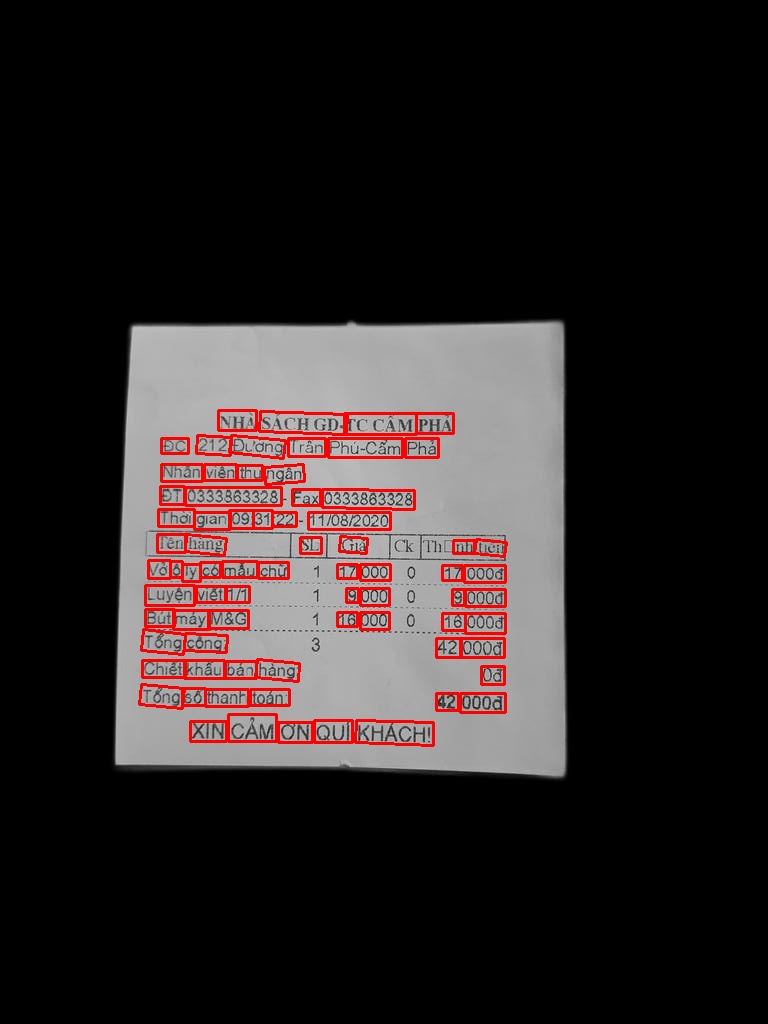 NHÀ SÁCH GD-TC CẨM PHẢ
ĐC 212 Đường Trần Phú-Cẩm Phả
Nhân viên thu ngân
ĐT 0333863328 - Fax 0333863328
Thời gian 09:31:22 - 11/08/2020
Tên hàng SL Giá Ck Th□nh tiền
Vở ô ly có mẫu chữ 1 17,000 0 17,000đ
Luyện viết 1/1 1 9,000 0 9,000đ
Bút máy M&G 1 16,000 0 16,000đ
Tổng cộng: 3 42,000đ
Chiết khấu bán hàng: 0đ
Tổng số thanh toán: 42,000đ
XIN CẢM ƠN QUÍ KHÁCH!